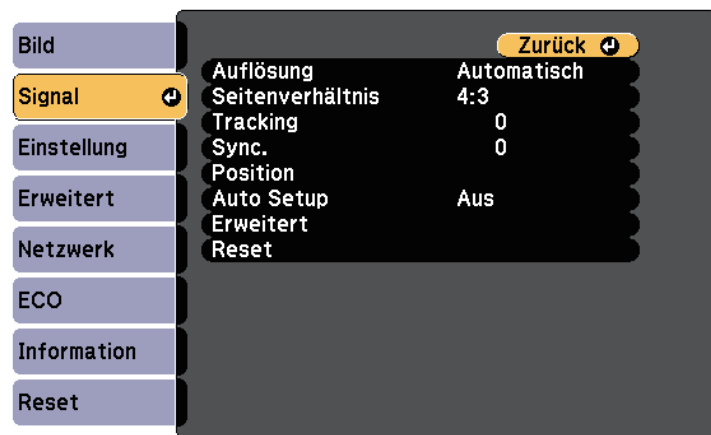 Bild
Signal
Einstellung
Erweitert
Netzwerk
ECO
Information
Reset
Zurück
Auflösung Automatisch
Seitenverhältnis 4:3
Tracking 0
Sync. 0
Position
Auto Setup Aus
Erweitert
Reset